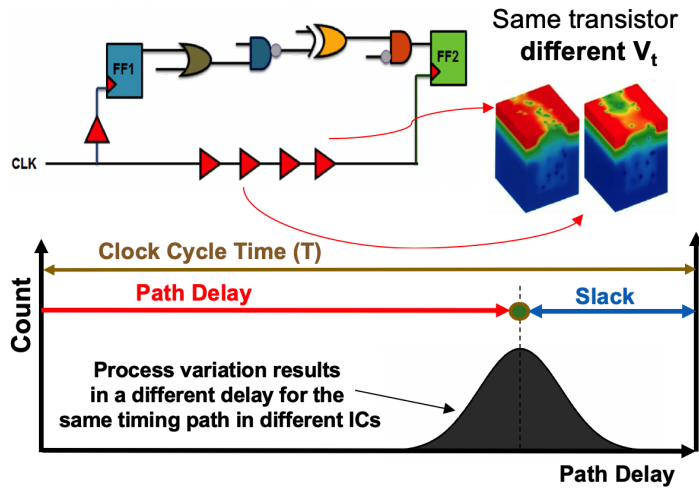 Same transistor
different Vt
FF1
FF2
CLK
Clock Cycle Time (T)
Path Delay
Slack
Count
Process variation results
in a different delay for the
same timing path in different ICs
Path Delay